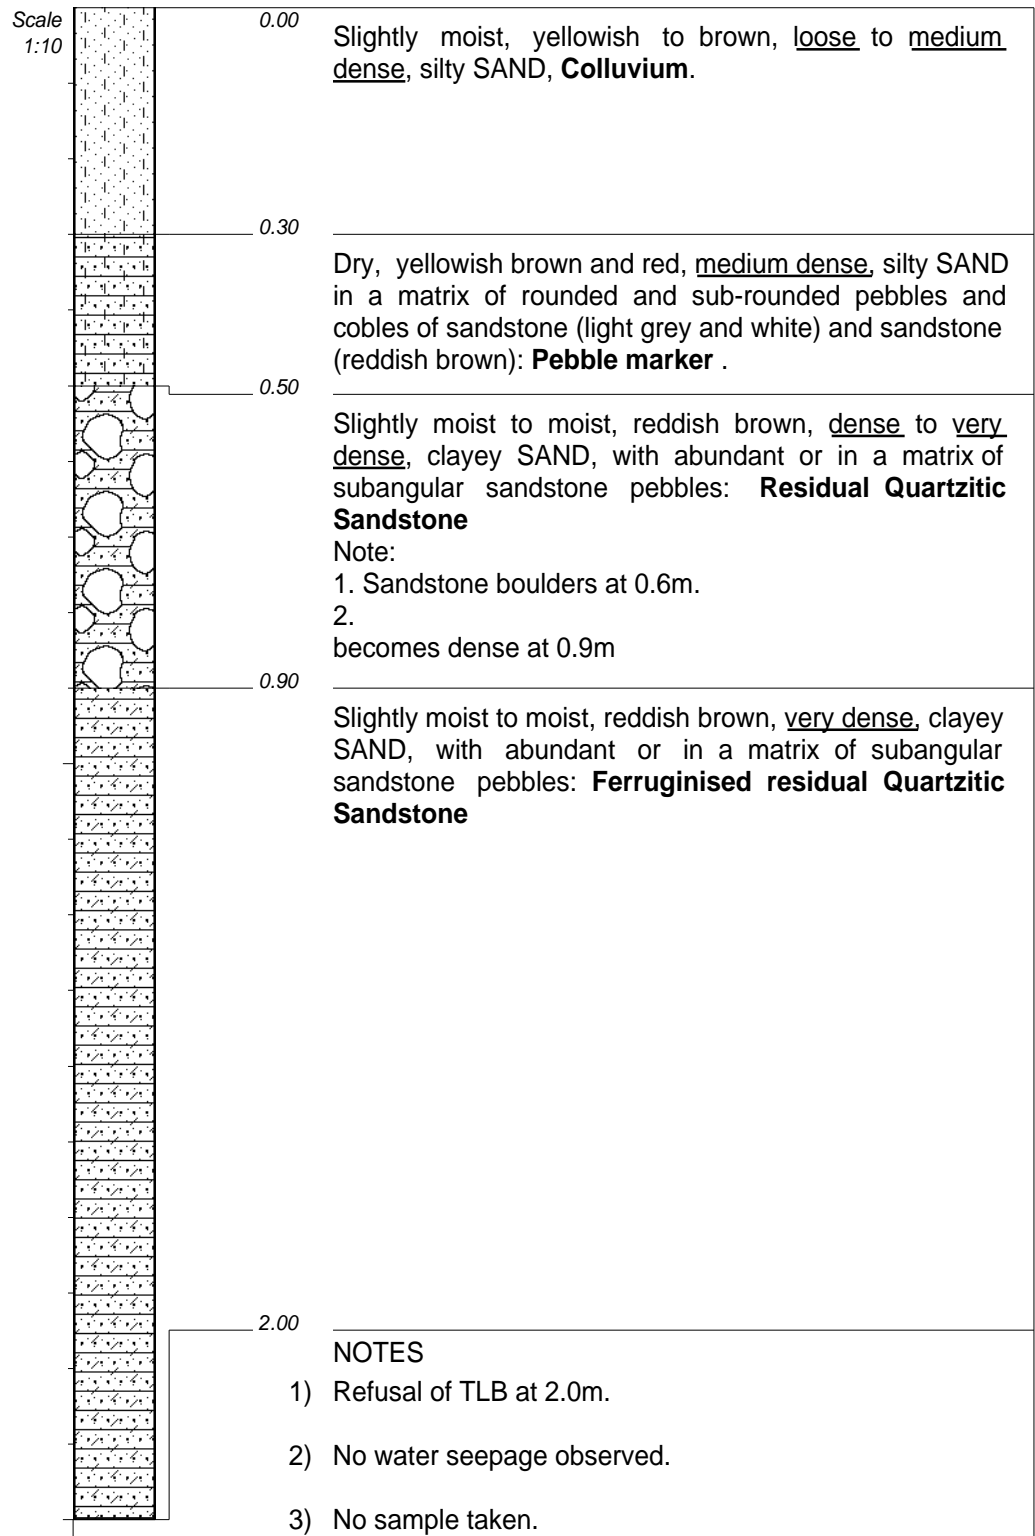 Scale
1:10
0.00
Slightly moist, yellowish to brown, loose to medium
dense, silty SAND, Colluvium.
0.30
Dry, yellowish brown and red, medium dense, silty SAND
in a matrix of rounded and sub-rounded pebbles and
cobles of sandstone (light grey and white) and sandstone
(reddish brown): Pebble marker .
0.50
Slightly moist to moist, reddish brown, dense to very
dense, clayey SAND, with abundant or in a matrix of
subangular sandstone pebbles: Residual Quartzitic
Sandstone
Note:
1. Sandstone boulders at 0.6m.
2.
becomes dense at 0.9m
0.90
Slightly moist to moist, reddish brown, very dense, clayey
SAND, with abundant or in a matrix of subangular
sandstone pebbles: Ferruginised residual Quartzitic
Sandstone
2.00
NOTES
1) Refusal of TLB at 2.0m.
2) No water seepage observed.
3) No sample taken.